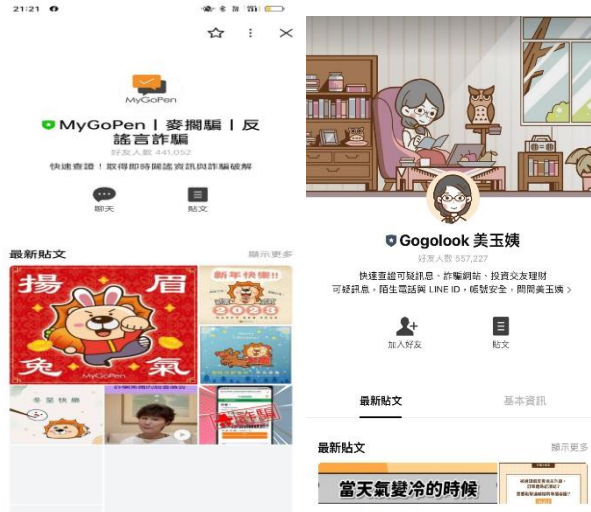 21:21
MyGoPen
MyGoPen | 麥擱騙 | 反
謠言詐騙
好友人數 441,052
快速查證！取得即時闢謠資訊與詐騙破解
聊天
貼文
最新貼文
顯示更多
揚眉
兔氣
MyGoPen
新年快樂!!
2023
冬至快樂
詐騙
Gogolook 美玉姨
好友人數 557,227
快速查證可疑訊息、詐騙網站、投資交友理財
可疑訊息，陌生電話與 LINE ID，帳號安全，問問美玉姨 >
加入好友
貼文
最新貼文
基本資訊
最新貼文
顯示更多
當天氣變冷的時候